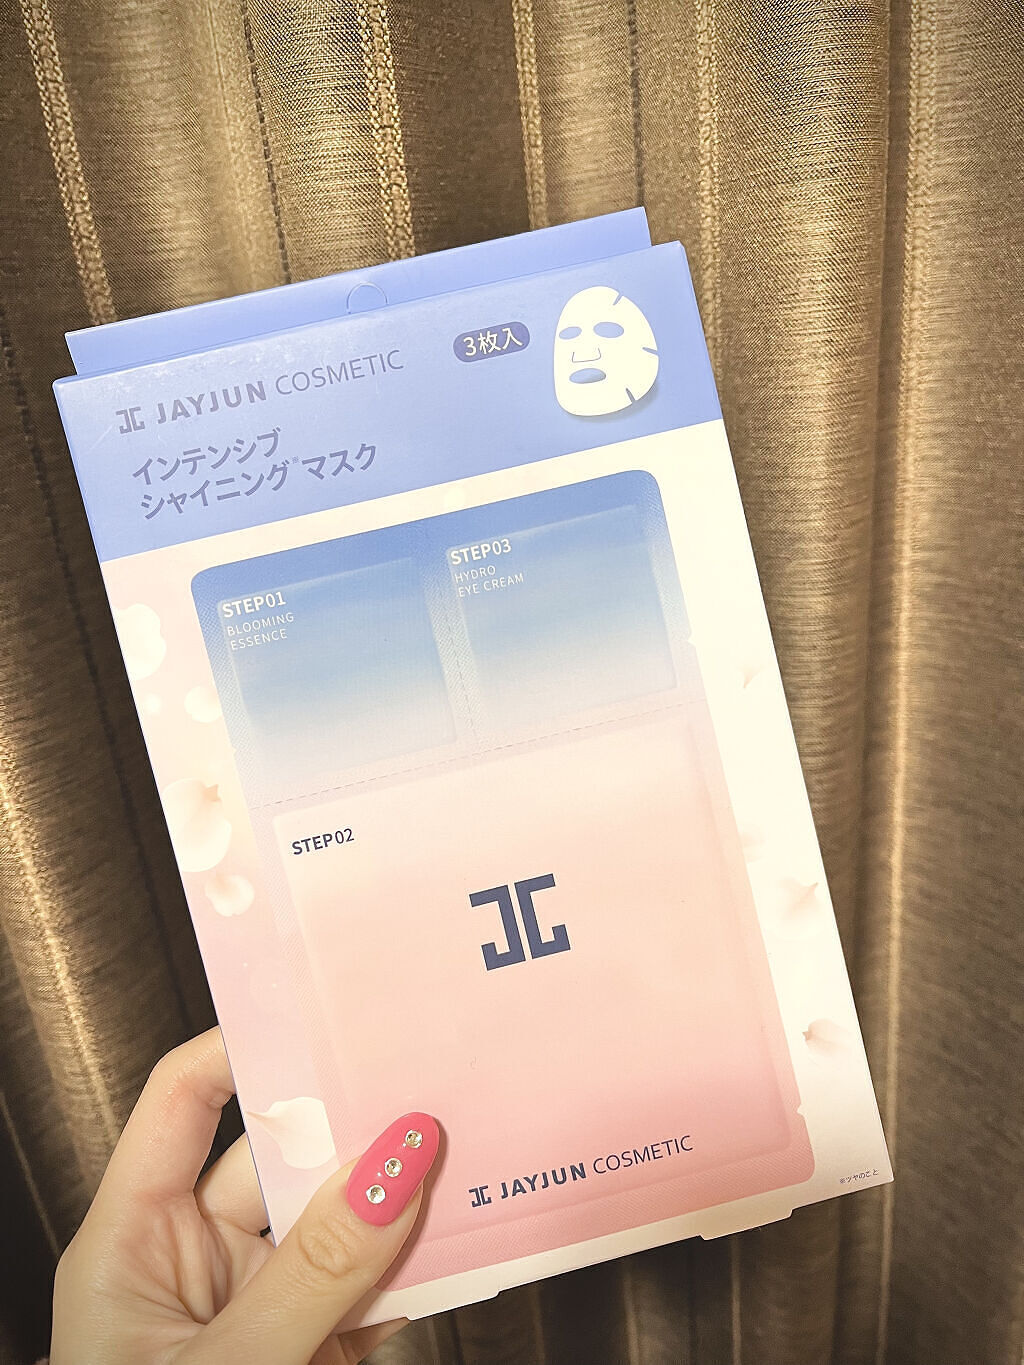 JAYJUN COSMETIC
3枚入
インテンシブ
シャイニング※マスク
STEP01
BLOOMING
ESSENCE
STEP03
HYDRO
EYE CREAM
STEP02
JAYJUN COSMETIC
※ツヤのこと